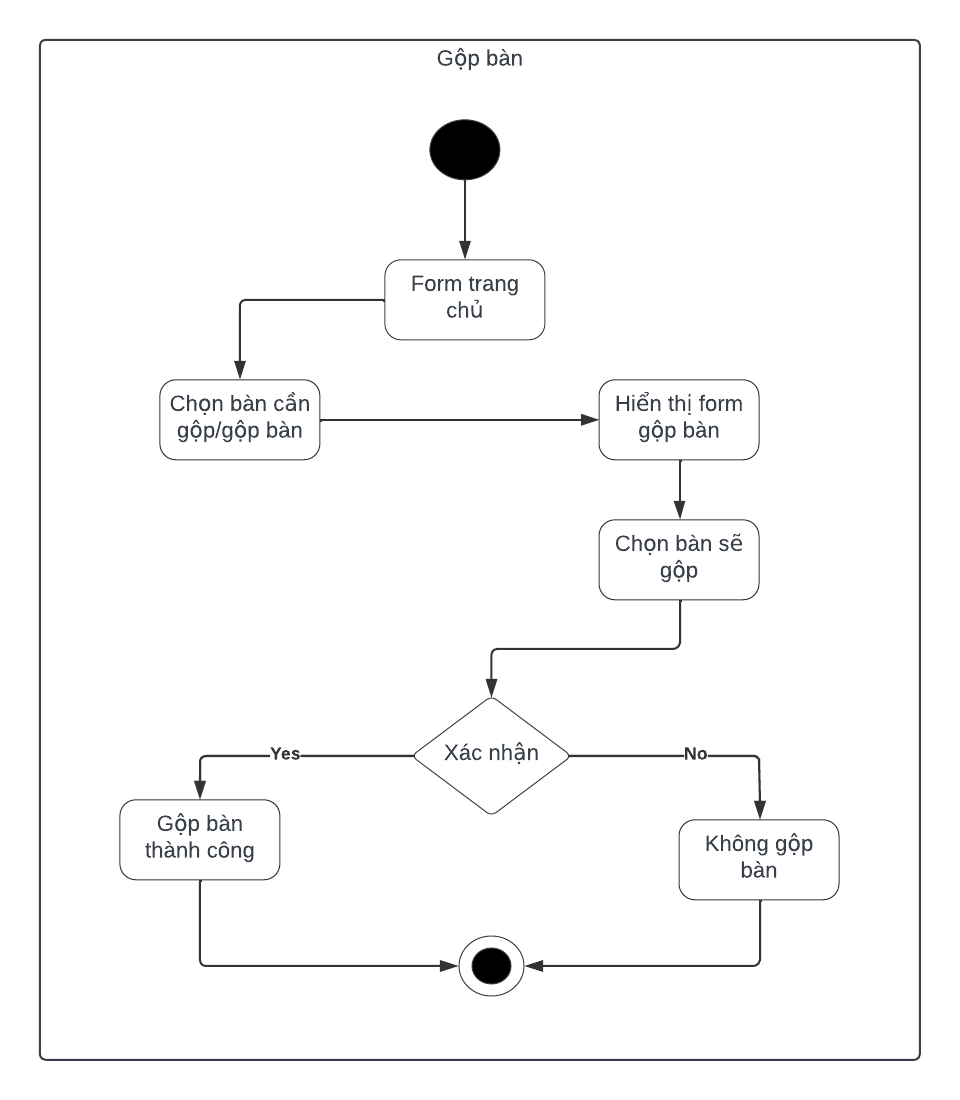 Gộp bàn
Form trang
chủ
Chọn bàn cần
gộp/gộp bàn
Hiển thị form
gộp bàn
Chọn bàn sẽ
gộp
Xác nhận
Yes
No
Gộp bàn
thành công
Không gộp
bàn